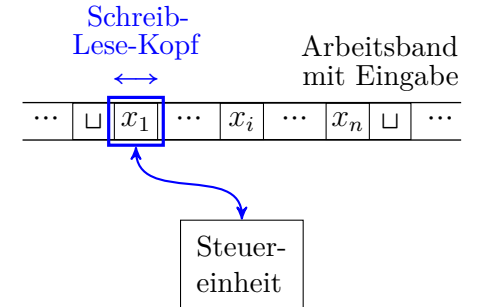 Schreib-
Lese-Kopf
Arbeitsband
mit Eingabe
... ⊔ x₁ ... xᵢ ... xₙ ⊔ ...
Steuer-
einheit